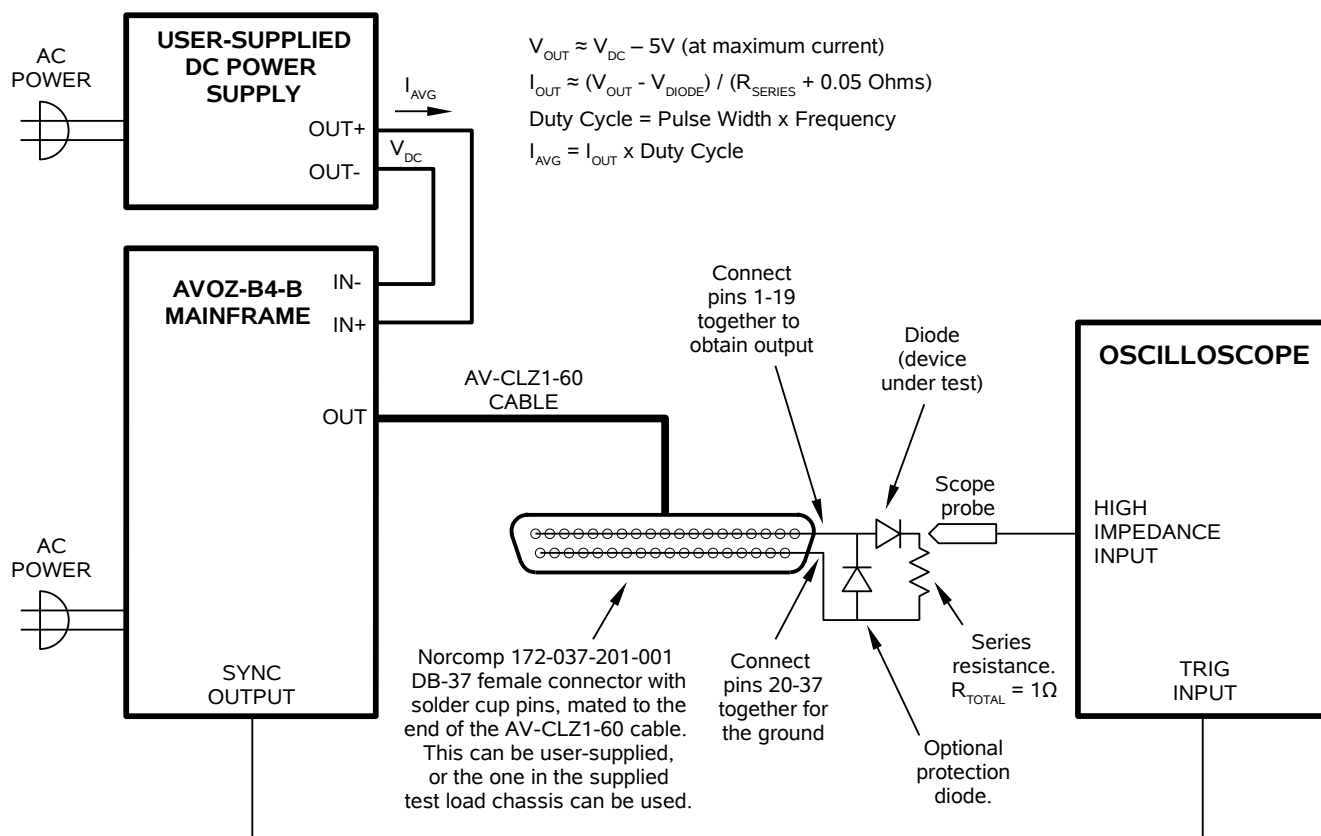 AC
POWER
USER-SUPPLIED
DC POWER
SUPPLY
OUT+
OUT-
I_AVG
V_DC
V_OUT ≈ V_DC – 5V (at maximum current)
I_OUT ≈ (V_OUT - V_DIODE) / (R_SERIES + 0.05 Ohms)
Duty Cycle = Pulse Width x Frequency
I_AVG = I_OUT x Duty Cycle
AVOZ-B4-B
MAINFRAME
IN-
IN+
OUT
AC
POWER
SYNC
OUTPUT
AV-CLZ1-60
CABLE
Connect
pins 1-19
together to
obtain output
Diode
(device
under test)
Scope
probe
OSCILLOSCOPE
HIGH
IMPEDANCE
INPUT
TRIG
INPUT
Norcomp 172-037-201-001
DB-37 female connector with
solder cup pins, mated to the
end of the AV-CLZ1-60 cable.
This can be user-supplied,
or the one in the supplied
test load chassis can be used.
Connect
pins 20-37
together for
the ground
Series
resistance.
R_TOTAL = 1Ω
Optional
protection
diode.